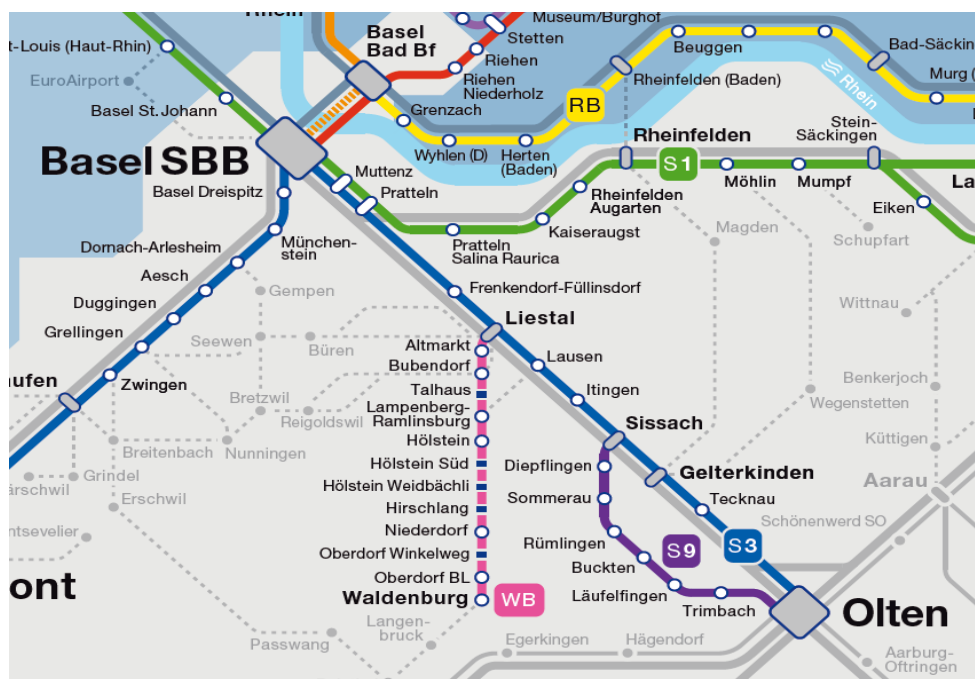 Rhein
Museum/Burghof
Stetten
Basel
Bad Bf
Riehen
Riehen
Niederholz
Beuggen
Bad-Säckin
Murg (
t-Louis (Haut-Rhin)
EuroAirport
Basel St. Johann
Grenzach
RB
Rheinfelden (Baden)
Rhein
Wyhlen (D)
Herten
(Baden)
Rheinfelden
Stein-
Säckingen
Basel SBB
Muttenz
Pratteln
S1
Möhlin
Mumpf
La
Basel Dreispitz
Rheinfelden
Augarten
Eiken
Kaiseraugst
Pratteln
Salina Raurica
Magden
Schupfart
Dornach-Arlesheim
München-
stein
Aesch
Duggingen
Grellingen
Gempen
Frenkendorf-Füllinsdorf
Wittnau
Seewen
Büren
Liestal
Altmarkt
Bubendorf
Talhaus
Lampenberg-
Ramlinsburg
Hölstein
Hölstein Süd
Hölstein Weidbächli
Hirschlang
Niederdorf
Oberdorf Winkelweg
Oberdorf BL
Waldenburg
WB
Lausen
Itingen
ufen
Zwingen
Bretzwil
Reigoldswil
Benkerjoch
Wegenstetten
Sissach
Breitenbach
Nunningen
Küttigen
Diepflingen
Gelterkinden
Aarau
ärschwil
Grindel
Erschwil
Sommerau
Tecknau
Schönenwerd SO
ntsevelier
Rümlingen
S9
S3
Buckten
Läufelfingen
Trimbach
ont
Olten
Langen-
bruck
Passwang
Egerkingen
Hägendorf
Aarburg-
Oftringen